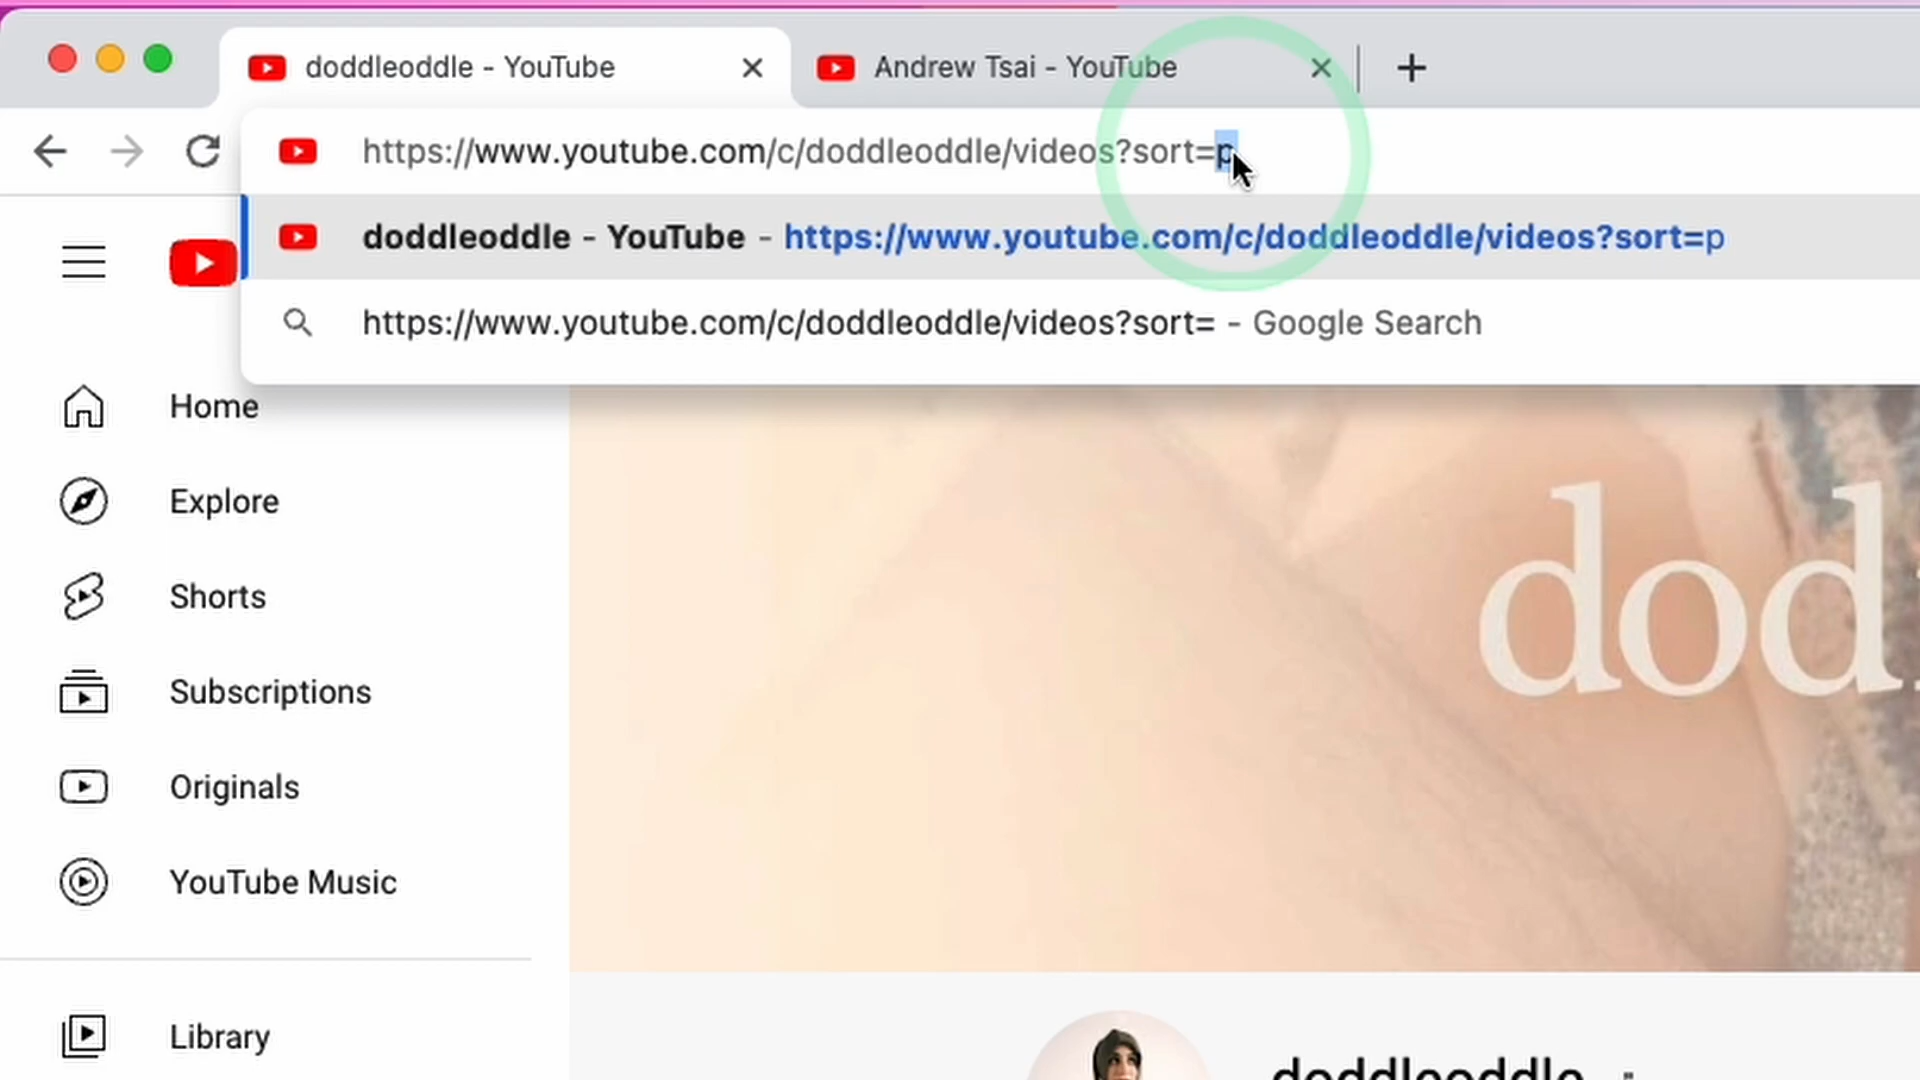 doddleoddle - YouTube
Andrew Tsai - YouTube
https://www.youtube.com/c/doddleoddle/videos?sort=p
doddleoddle - YouTube - https://www.youtube.com/c/doddleoddle/videos?sort=p
https://www.youtube.com/c/doddleoddle/videos?sort= - Google Search
Home
Explore
Shorts
Subscriptions
Originals
YouTube Music
Library
dod
doddleoddle